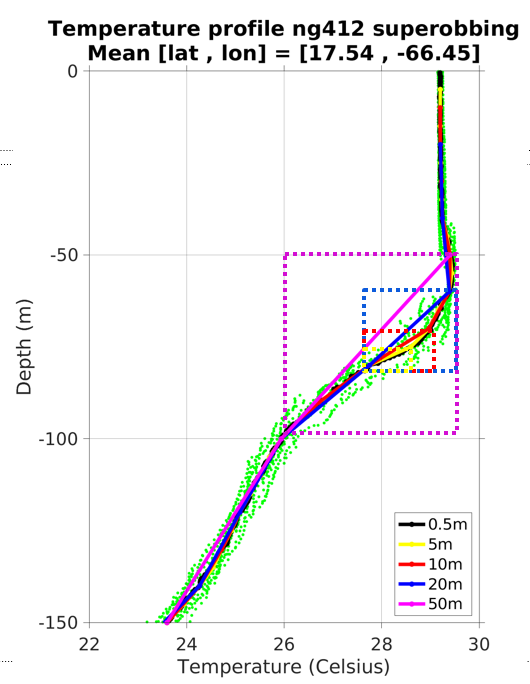 Temperature profile ng412 superobbing
Mean [lat , lon] = [17.54 , -66.45]
0
-50
-100
-150
Depth (m)
0.5m
5m
10m
20m
50m
22 24 26 28 30
Temperature (Celsius)